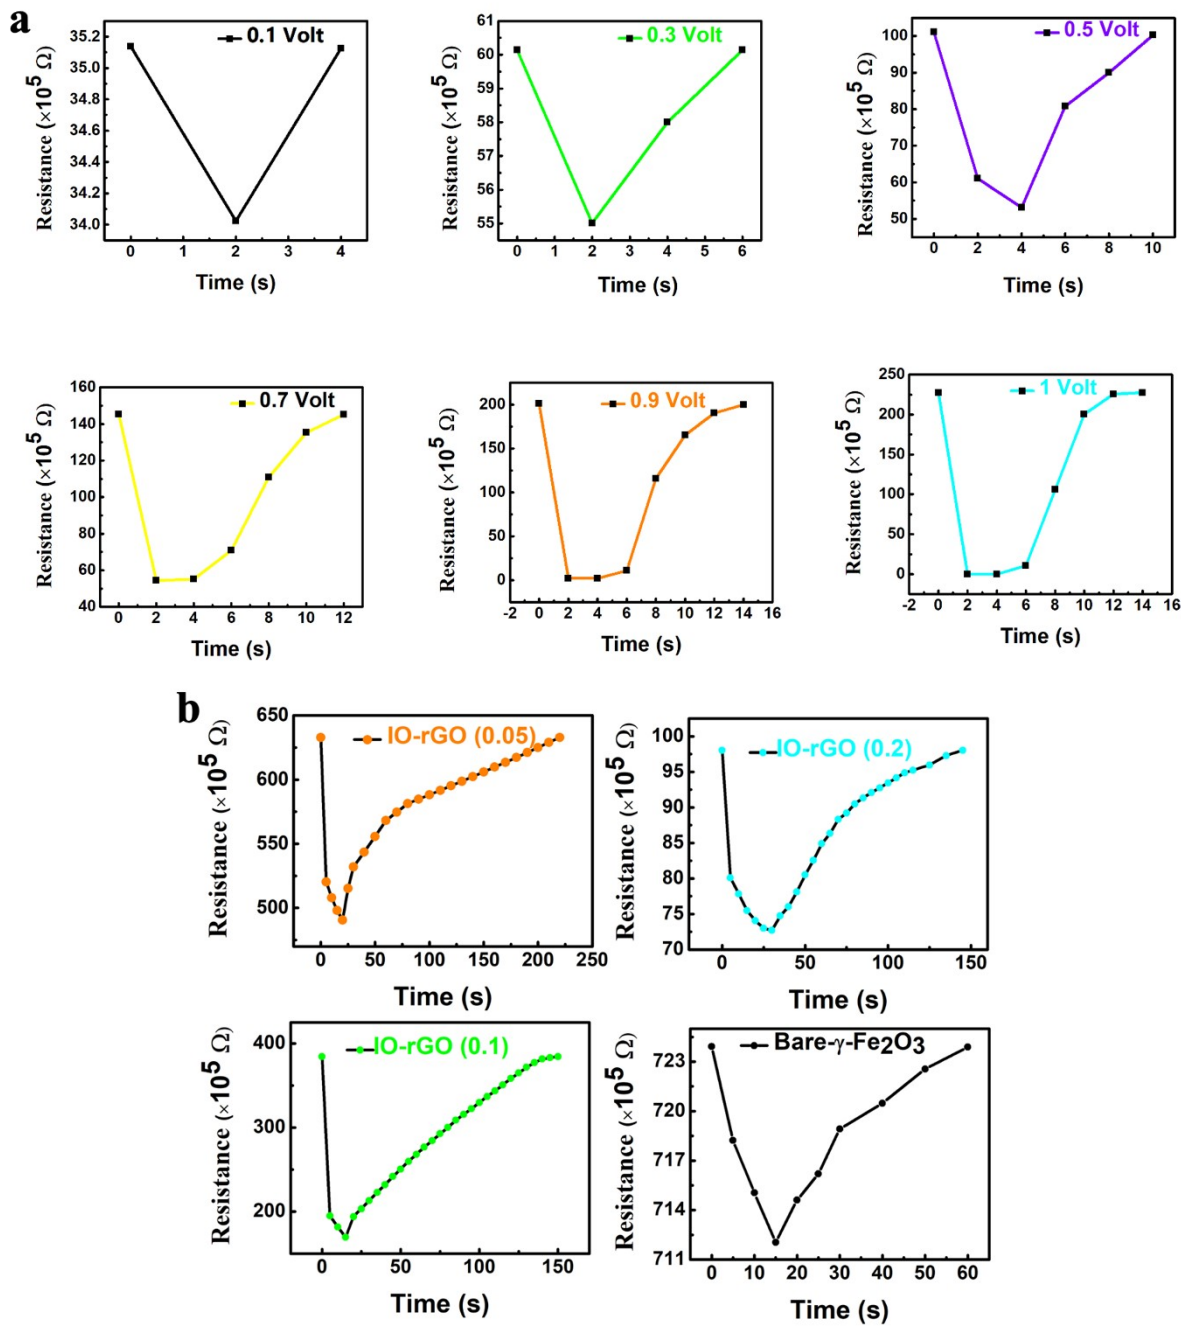 a
0.1 Volt
35.2
35.0
34.8
34.6
34.4
34.2
34.0
Resistance (×10⁵ Ω)
0 1 2 3 4
Time (s)
0.3 Volt
61
60
59
58
57
56
55
Resistance (×10⁵ Ω)
0 1 2 3 4 5 6
Time (s)
0.5 Volt
100
90
80
70
60
50
Resistance (×10⁵ Ω)
0 2 4 6 8 10
Time (s)
0.7 Volt
160
140
120
100
80
60
40
Resistance (×10⁵ Ω)
0 2 4 6 8 10 12
Time (s)
0.9 Volt
200
150
100
50
0
Resistance (×10⁵ Ω)
-2 0 2 4 6 8 10 12 14 16
Time (s)
1 Volt
250
200
150
100
50
0
Resistance (×10⁵ Ω)
-2 0 2 4 6 8 10 12 14 16
Time (s)
b
IO-rGO (0.05)
650
600
550
500
Resistance (×10⁵ Ω)
0 50 100 150 200 250
Time (s)
IO-rGO (0.2)
100
95
90
85
80
75
70
Resistance (×10⁵ Ω)
0 50 100 150
Time (s)
IO-rGO (0.1)
400
300
200
Resistance (×10⁵ Ω)
0 50 100 150
Time (s)
Bare-γ-Fe₂O₃
723
720
717
714
711
Resistance (×10⁵ Ω)
0 10 20 30 40 50 60
Time (s)